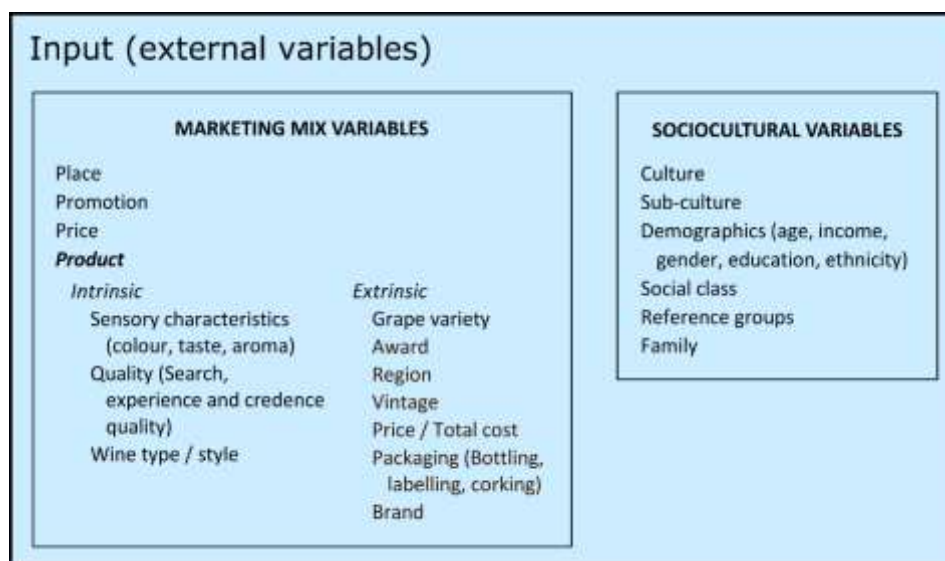 Input (external variables)
MARKETING MIX VARIABLES
Place
Promotion
Price
Product
Intrinsic
Sensory characteristics
(colour, taste, aroma)
Quality (Search,
experience and credence
quality)
Wine type / style
Extrinsic
Grape variety
Award
Region
Vintage
Price / Total cost
Packaging (Bottling,
labelling, corking)
Brand
SOCIOCULTURAL VARIABLES
Culture
Sub-culture
Demographics (age, income,
gender, education, ethnicity)
Social class
Reference groups
Family